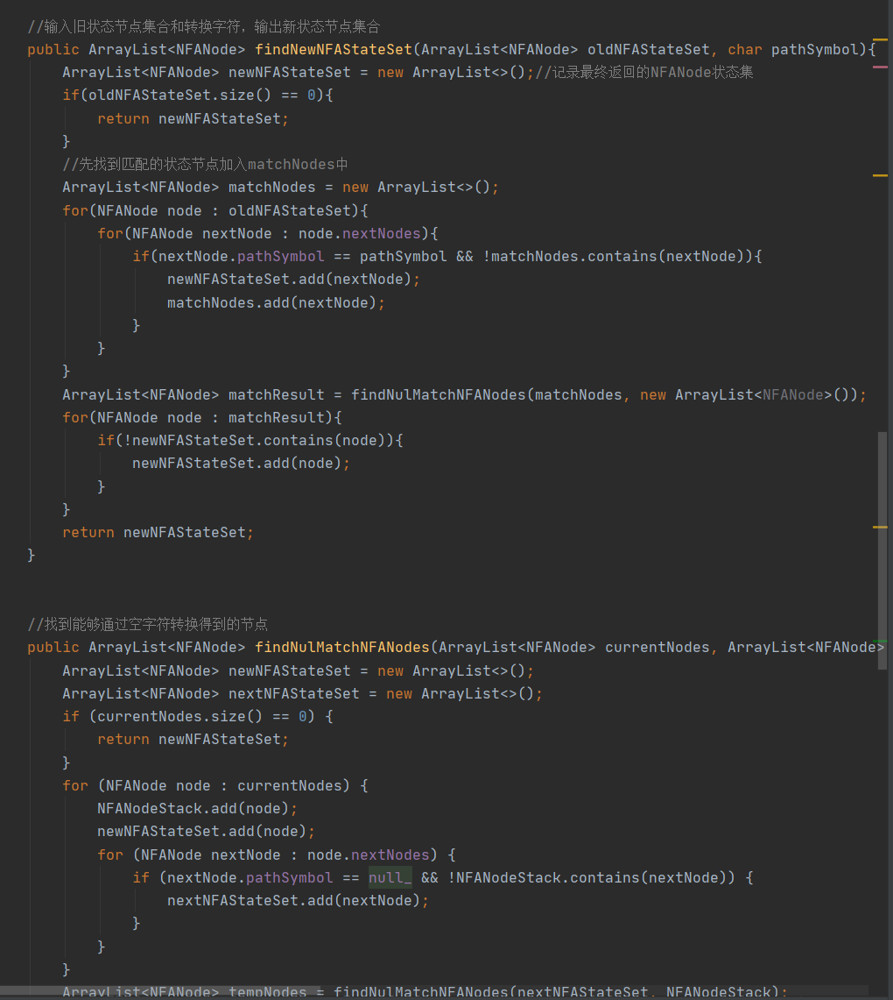 //输入旧状态节点集合和转换字符，输出新状态节点集合
public ArrayList<NFANode> findNewNFAStateSet(ArrayList<NFANode> oldNFAStateSet, char pathSymbol){
    ArrayList<NFANode> newNFAStateSet = new ArrayList<>();//记录最终返回的NFANode状态集
    if(oldNFAStateSet.size() == 0){
        return newNFAStateSet;
    }
    //先找到匹配的状态节点加入matchNodes中
    ArrayList<NFANode> matchNodes = new ArrayList<>();
    for(NFANode node : oldNFAStateSet){
        for(NFANode nextNode : node.nextNodes){
            if(nextNode.pathSymbol == pathSymbol && !matchNodes.contains(nextNode)){
                newNFAStateSet.add(nextNode);
                matchNodes.add(nextNode);
            }
        }
    }
    ArrayList<NFANode> matchResult = findNulMatchNFANodes(matchNodes, new ArrayList<NFANode>());
    for(NFANode node : matchResult){
        if(!newNFAStateSet.contains(node)){
            newNFAStateSet.add(node);
        }
    }
    return newNFAStateSet;
}
//找到能够通过空字符转换得到的节点
public ArrayList<NFANode> findNulMatchNFANodes(ArrayList<NFANode> currentNodes, ArrayList<NFANode>
    ArrayList<NFANode> newNFAStateSet = new ArrayList<>();
    ArrayList<NFANode> nextNFAStateSet = new ArrayList<>();
    if (currentNodes.size() == 0) {
        return newNFAStateSet;
    }
    for (NFANode node : currentNodes) {
        NFANodeStack.add(node);
        newNFAStateSet.add(node);
        for (NFANode nextNode : node.nextNodes) {
            if (nextNode.pathSymbol == null_ && !NFANodeStack.contains(nextNode)) {
                nextNFAStateSet.add(nextNode);
            }
        }
    }
    ArrayList<NFANode> tempNodes = findNulMatchNFANodes(nextNFAStateSet, NFANodeStack);